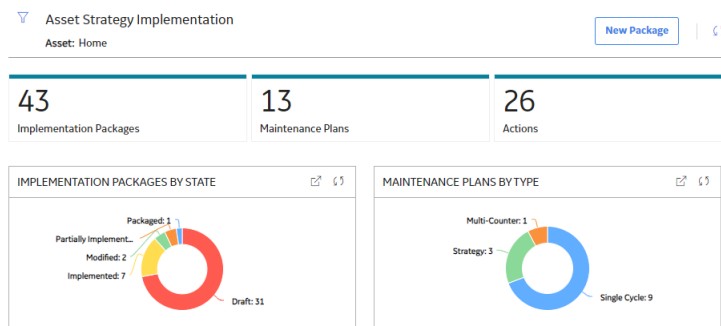 Asset Strategy Implementation
Asset: Home
New Package
43
Implementation Packages
13
Maintenance Plans
26
Actions
IMPLEMENTATION PACKAGES BY STATE
Packaged: 1
Partially Implement...
Modified: 2
Implemented: 7
Draft: 31
MAINTENANCE PLANS BY TYPE
Multi-Counter: 1
Strategy: 3
Single Cycle: 9